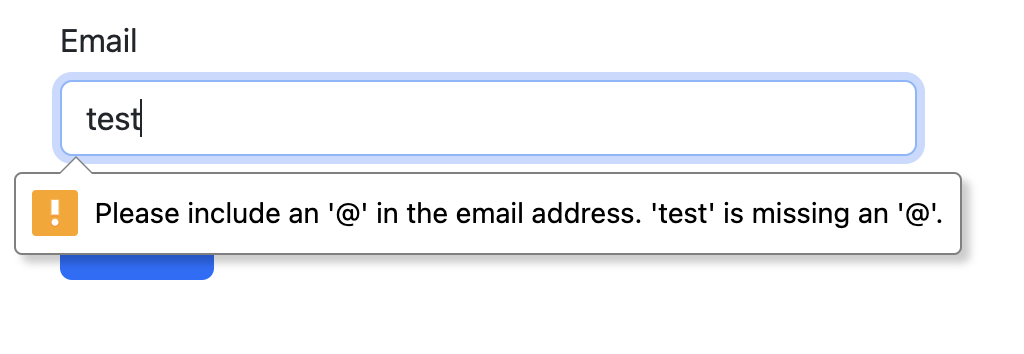 Email
test
Please include an '@' in the email address. 'test' is missing an '@'.